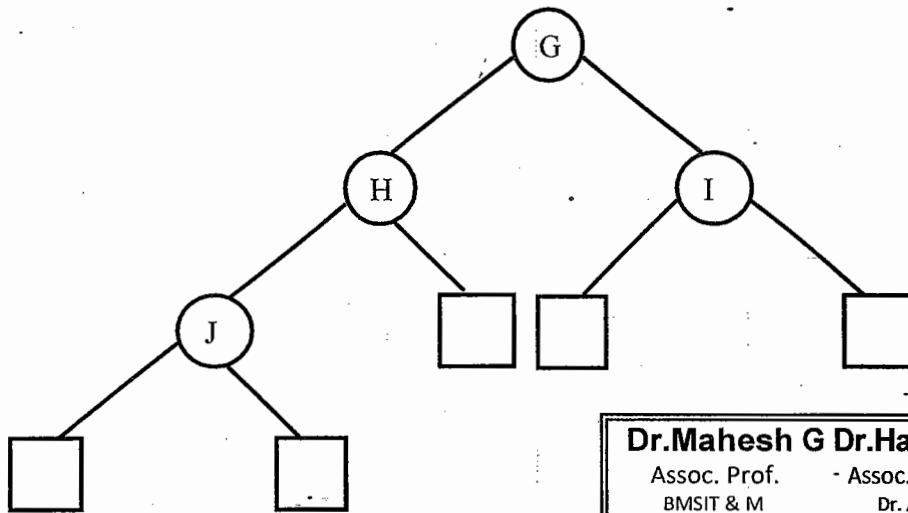 G
H
I
J
Dr.Mahesh G Dr.Ha
Assoc. Prof. - Assoc.
BMSIT & M Dr.